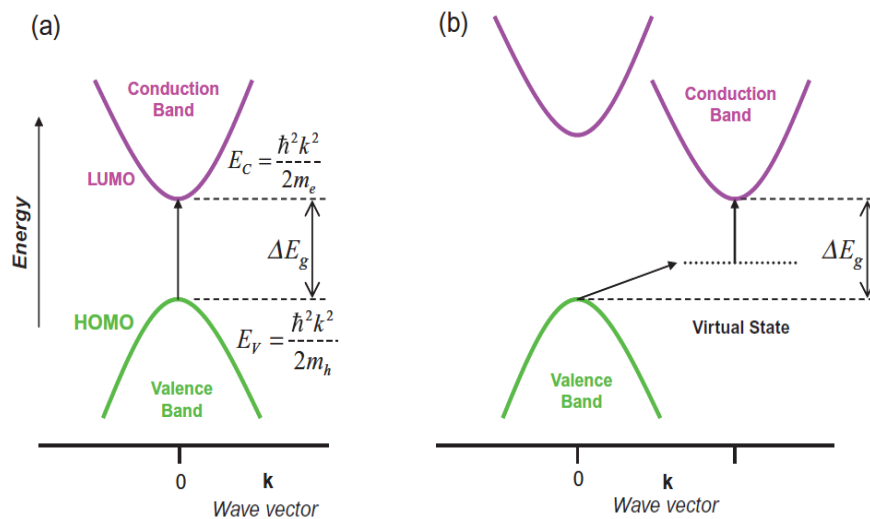 (a)
Conduction
Band
E_C = ħ²k²/2m_e
LUMO
Energy
ΔE_g
HOMO
E_V = ħ²k²/2m_h
Valence
Band
0
k
Wave vector
(b)
Conduction
Band
ΔE_g
Virtual State
Valence
Band
0
k
Wave vector